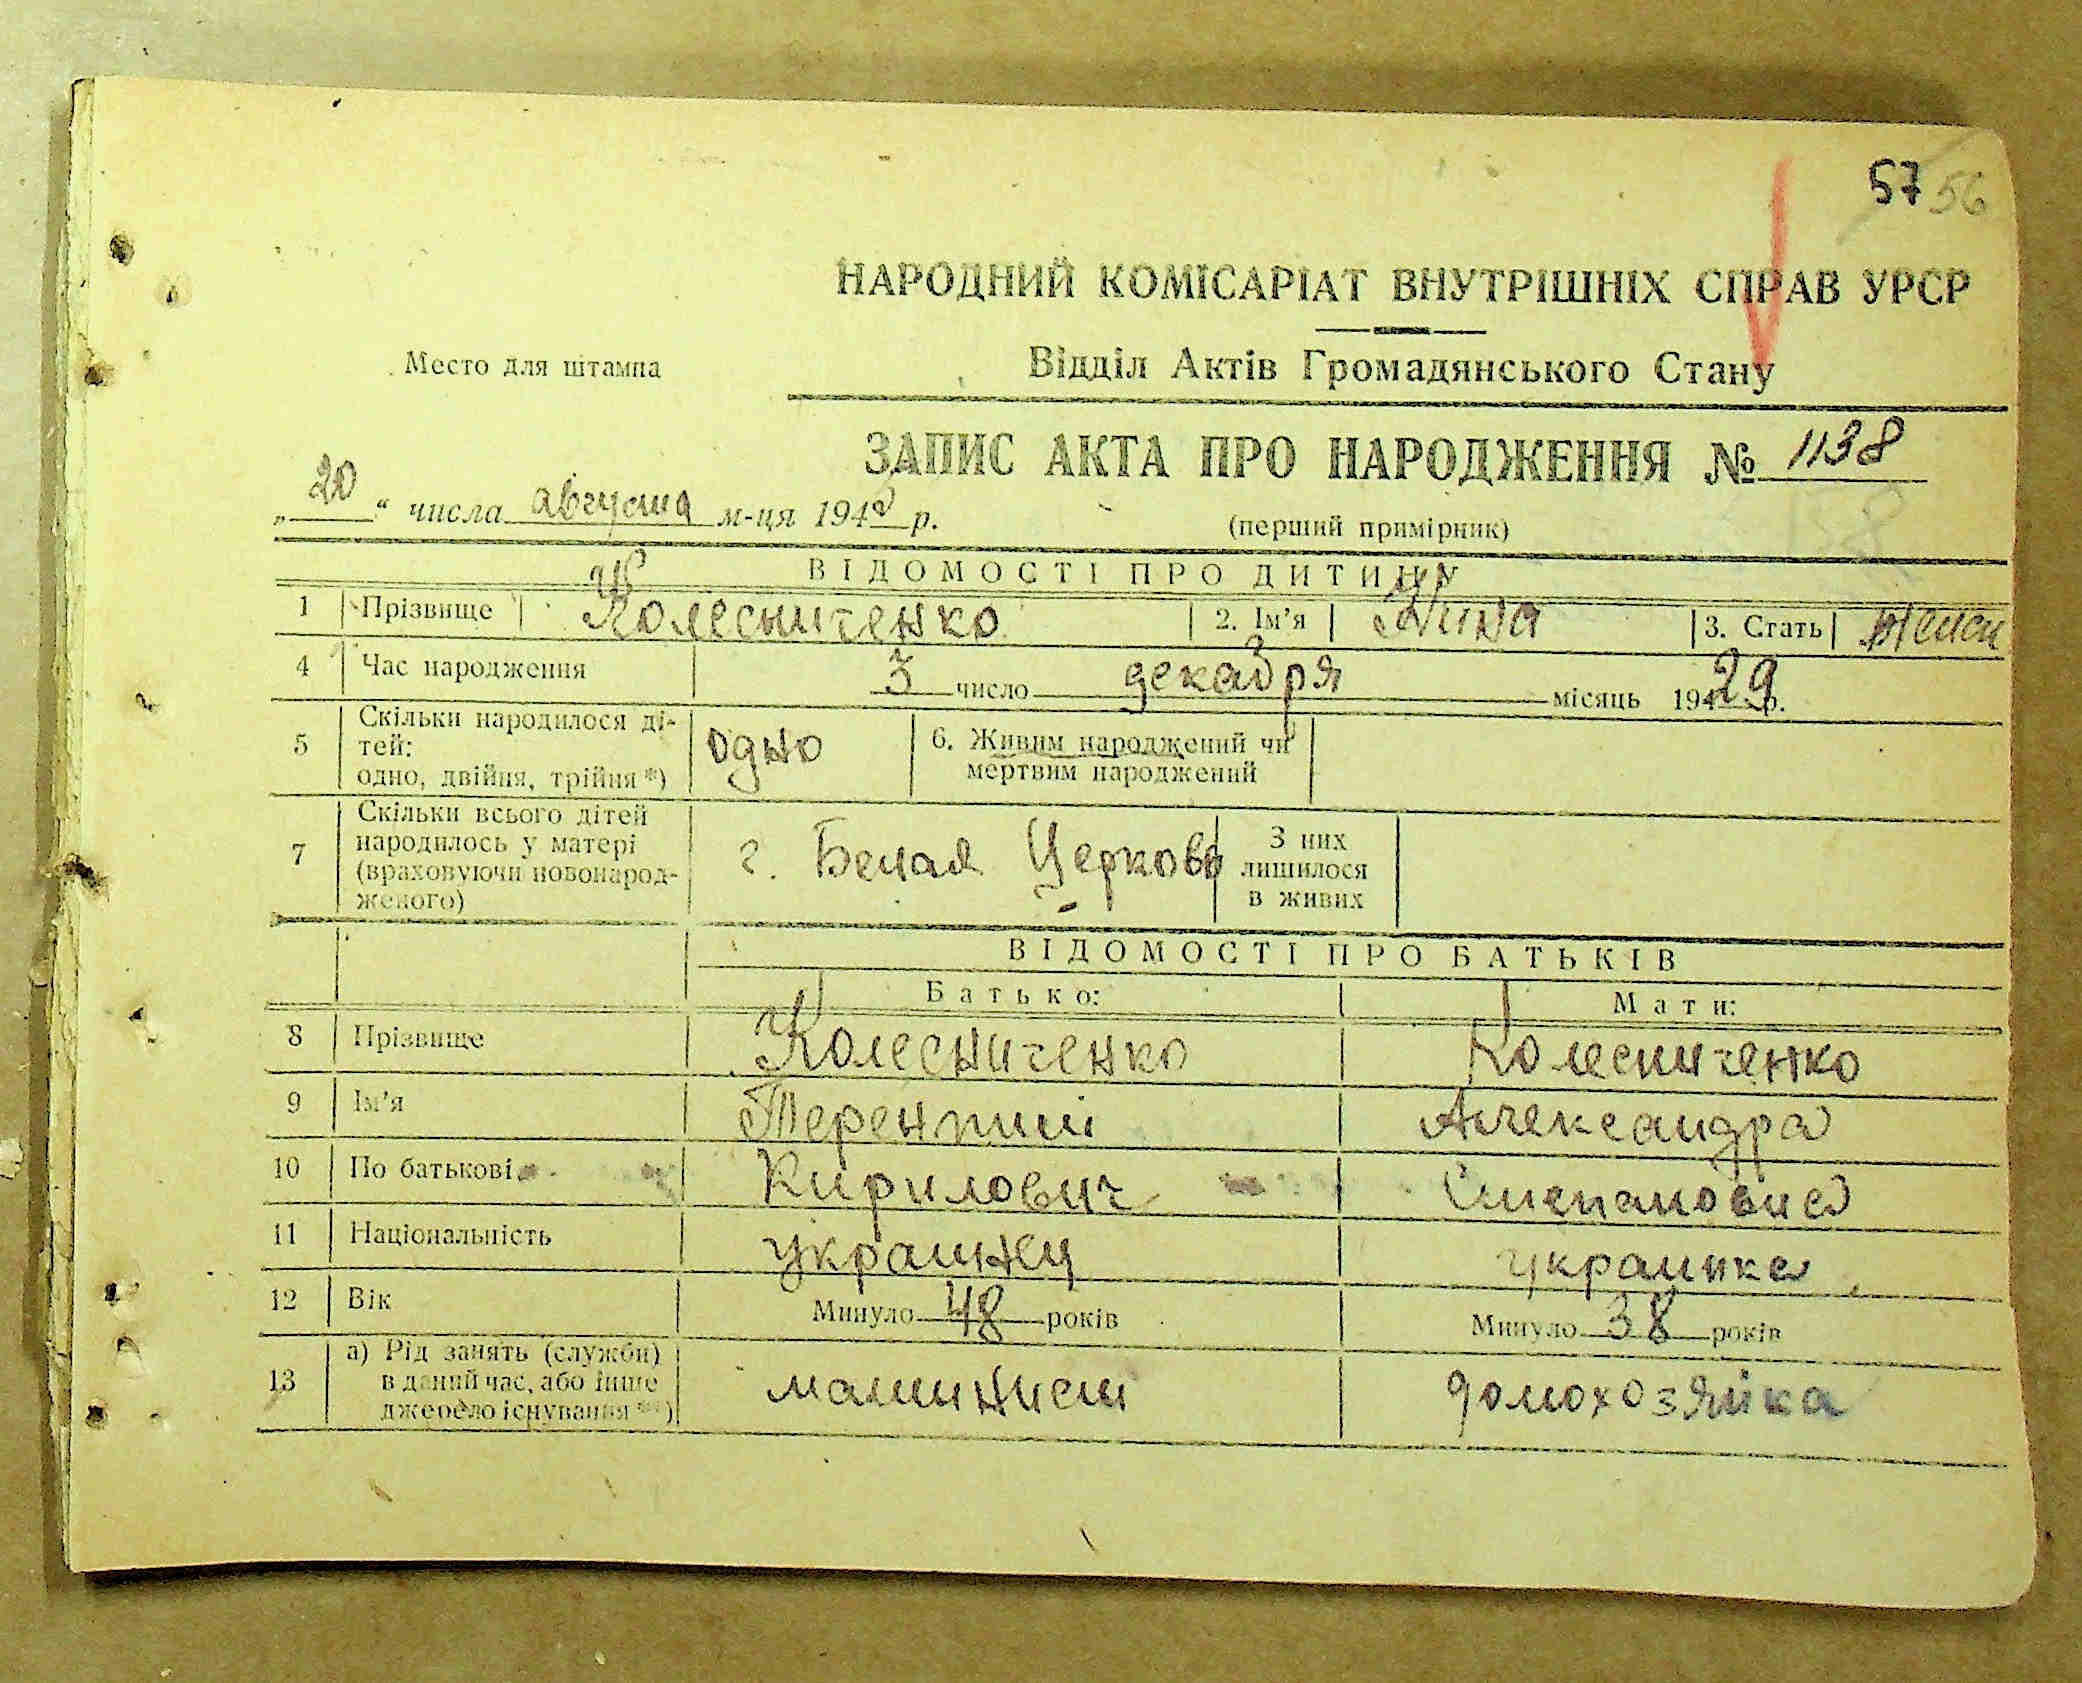 57 56
НАРОДНИЙ КОМІСАРІАТ ВНУТРІШНІХ СПРАВ УРСР
Место для штампа
Відділ Актів Громадянського Стану
ЗАПИС АКТА ПРО НАРОДЖЕННЯ № 1138
„20“ числа августа м-ця 194 р.
(перший примірник)
ВІДОМОСТІ ПРО ДИТИНУ
1 Прізвище Колесниченко 2. Ім'я Нина 3. Стать женск
4 Час народження 3 число декабря місяць 1929 р.
5 Скільки народилося дітей: одно, двійня, трійня*) одно 6. Живим народжений чи мертвим народжений
7 Скільки всього дітей народилось у матері (враховуючи новонародженого) г. Белая Церковь З них лишилося в живих
ВІДОМОСТІ ПРО БАТЬКІВ
Батько: Мати:
8 Прізвище Колесниченко Колесниченко
9 Ім'я Терентий Александра
10 По батькові Кирилович Степановна
11 Національність украинец украинка
12 Вік Минуло 48 років Минуло 38 років
13 а) Рід занять (служби) в даний час, або інше джерело існування**) машинист домохозяйка